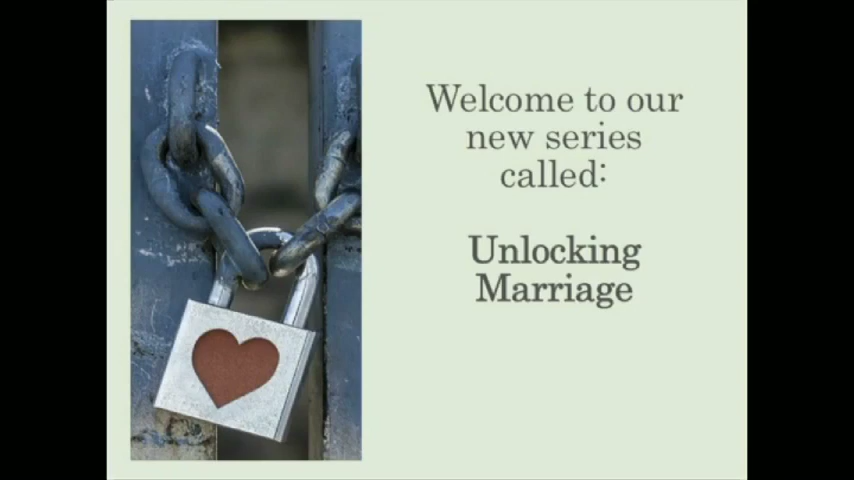 Welcome to our
new series
called:
Unlocking
Marriage